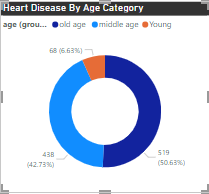 Heart Disease By Age Category
age (grou... old age middle age Young
68 (6.63%)
438
(42.73%)
519
(50.63%)